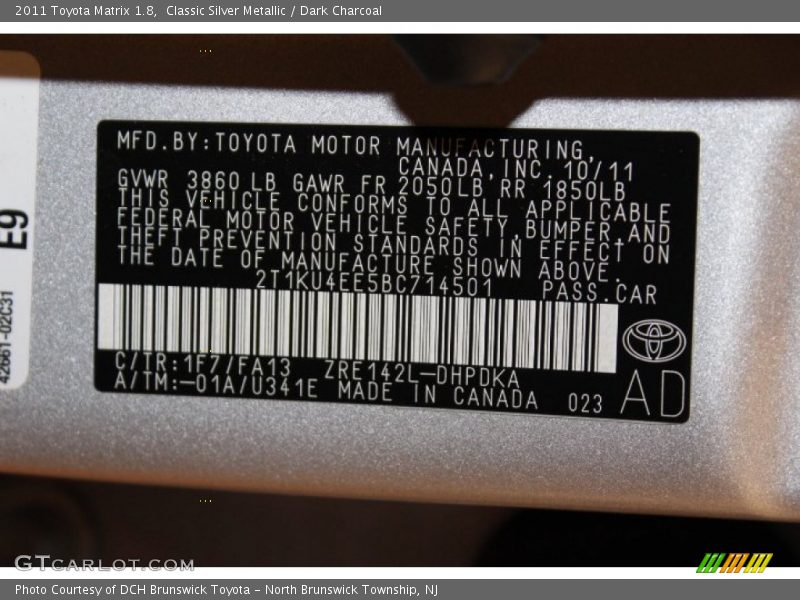 2011 Toyota Matrix 1.8,  Classic Silver Metallic / Dark Charcoal
MFD.BY:TOYOTA MOTOR MANUFACTURING,
CANADA,INC. 10/11
GVWR 3860 LB GAWR FR 2050LB RR 1850LB
THIS VEHICLE CONFORMS TO ALL APPLICABLE
FEDERAL MOTOR VEHICLE SAFETY,BUMPER,AND
THEFT PREVENTION STANDARDS IN EFFECT ON
THE DATE OF MANUFACTURE SHOWN ABOVE.
2T1KU4EE5BC714501 PASS.CAR
C/TR:1F7/FA13 ZRE142L-DHPDKA
A/TM:-01A/U341E MADE IN CANADA 023 AD
E9
42661-02C31
GTCARLOT.COM
Photo Courtesy of DCH Brunswick Toyota - North Brunswick Township, NJ